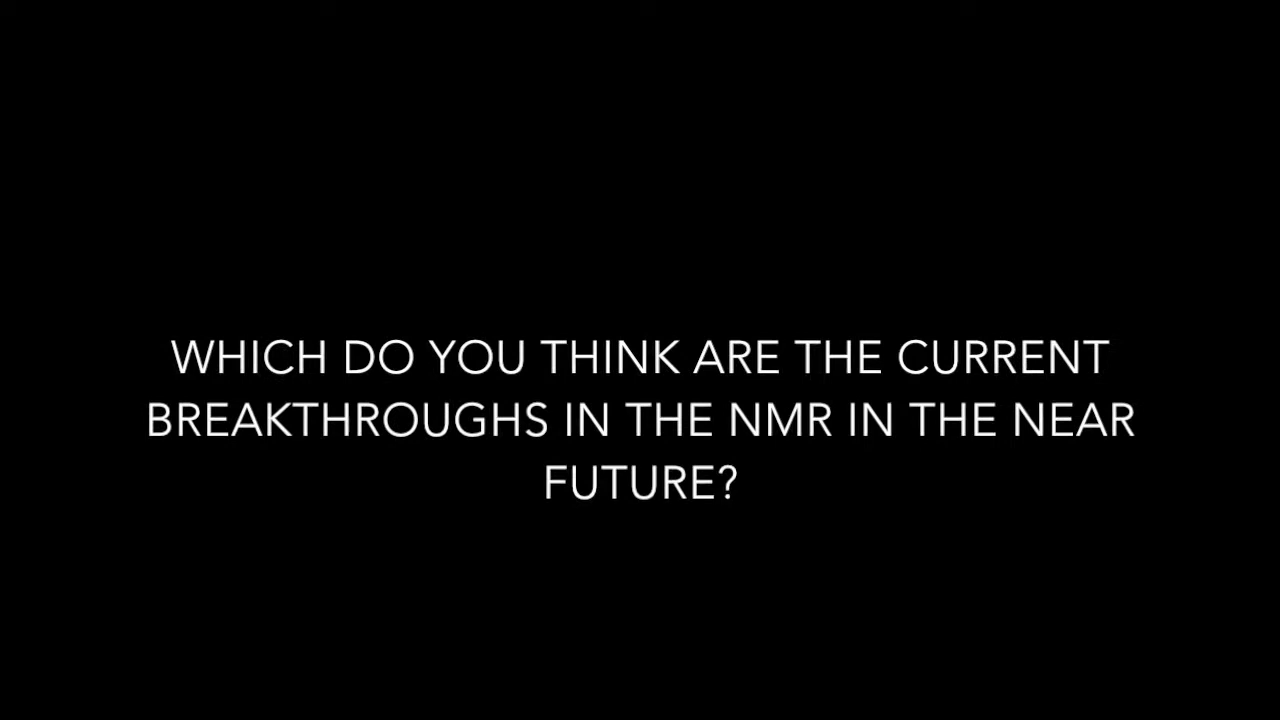 WHICH DO YOU THINK ARE THE CURRENT
BREAKTHROUGHS IN THE NMR IN THE NEAR
FUTURE?